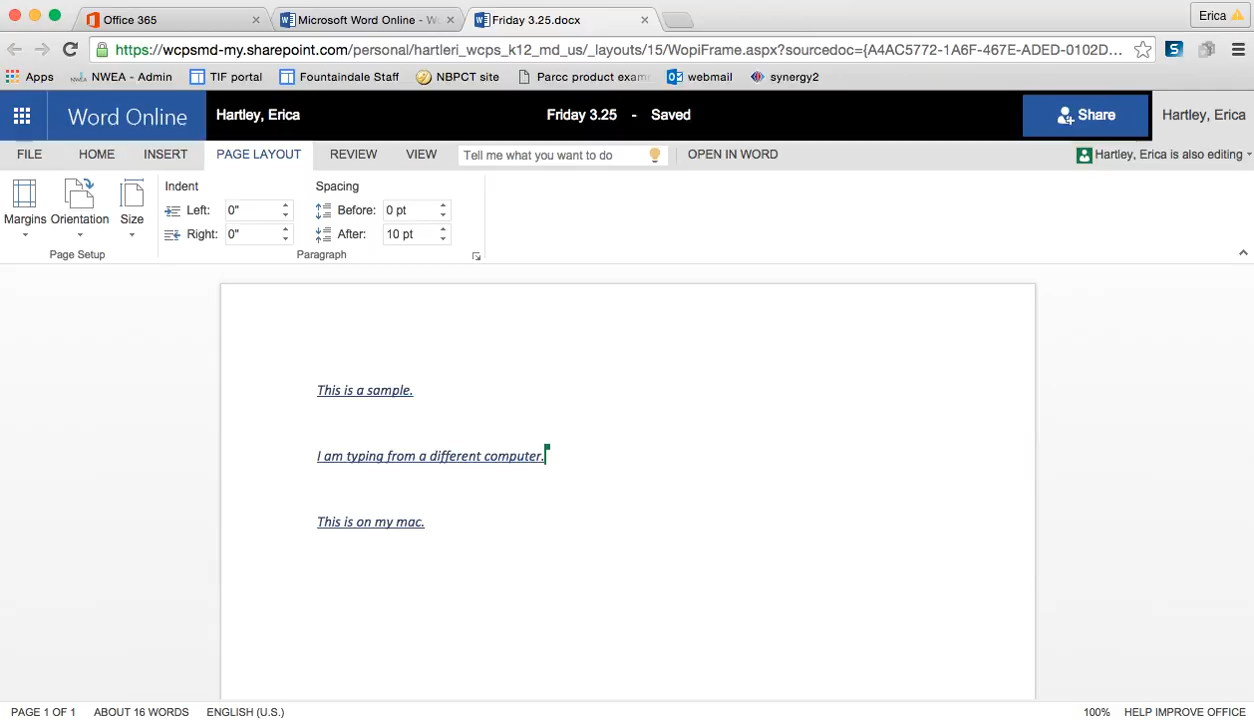 Office 365
Microsoft Word Online - Wo
Friday 3.25.docx
Erica
https://wcpsmd-my.sharepoint.com/personal/hartleri_wcps_k12_md_us/_layouts/15/WopiFrame.aspx?sourcedoc={A4AC5772-1A6F-467E-ADED-0102D...
Apps
NWEA - Admin
TIF portal
Fountaindale Staff
NBPCT site
Parcc product exam
webmail
synergy2
Word Online
Hartley, Erica
Friday 3.25 - Saved
Share
Hartley, Erica
FILE
HOME
INSERT
PAGE LAYOUT
REVIEW
VIEW
Tell me what you want to do
OPEN IN WORD
Hartley, Erica is also editing
Margins
Orientation
Size
Page Setup
Indent
Left: 0"
Right: 0"
Spacing
Before: 0 pt
After: 10 pt
Paragraph
This is a sample.
I am typing from a different computer.
This is on my mac.
PAGE 1 OF 1
ABOUT 16 WORDS
ENGLISH (U.S.)
100%
HELP IMPROVE OFFICE